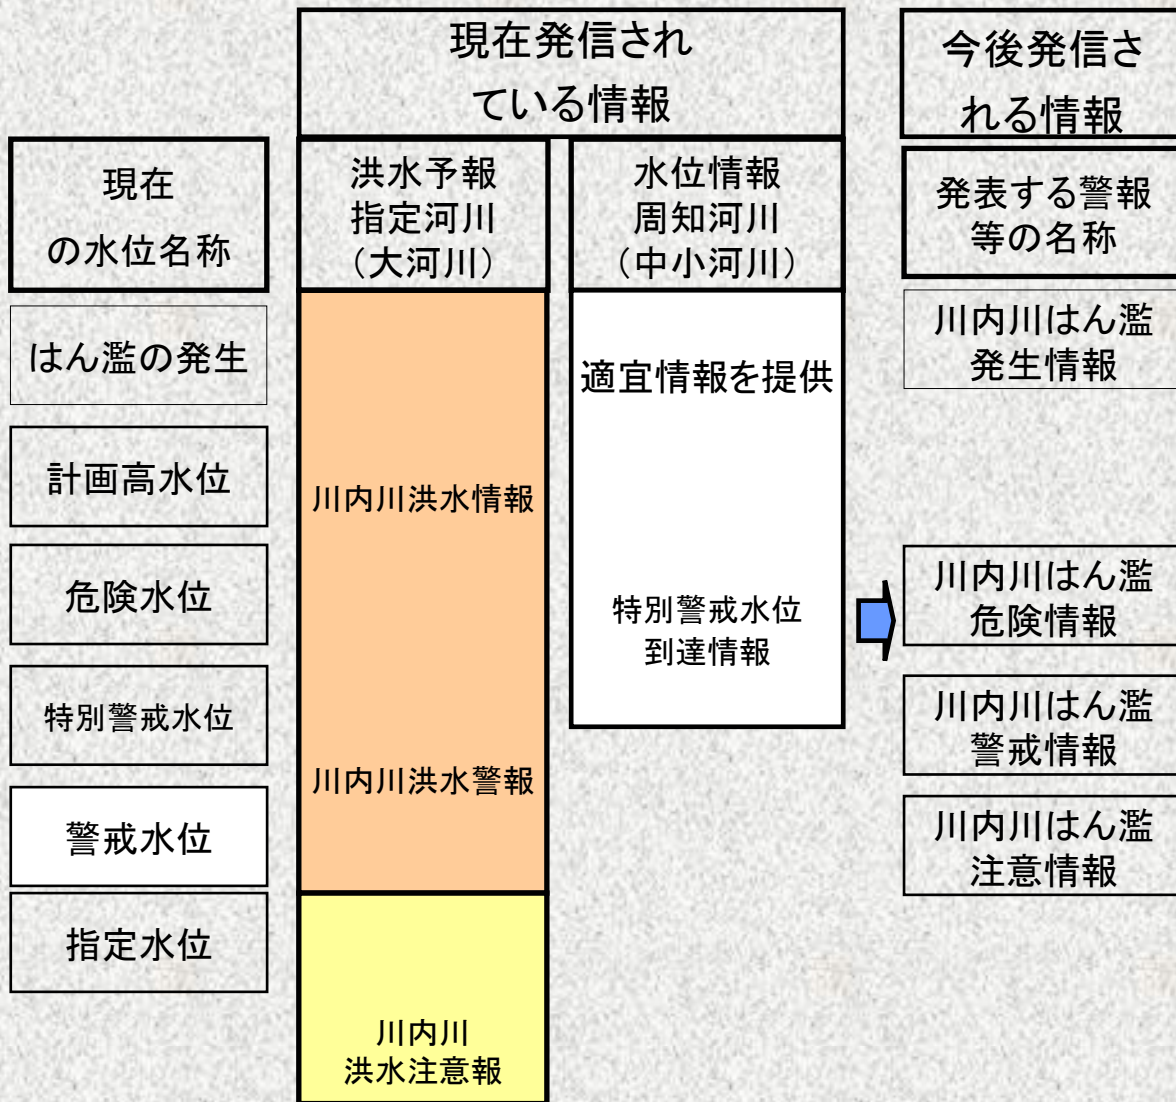 現在発信され
ている情報
今後発信さ
れる情報
現在
の水位名称
洪水予報
指定河川
（大河川）
水位情報
周知河川
（中小河川）
発表する警報
等の名称
はん濫の発生
計画高水位
危険水位
特別警戒水位
警戒水位
指定水位
川内川洪水情報
川内川洪水警報
川内川
洪水注意報
適宜情報を提供
特別警戒水位
到達情報
川内川はん濫
発生情報
川内川はん濫
危険情報
川内川はん濫
警戒情報
川内川はん濫
注意情報